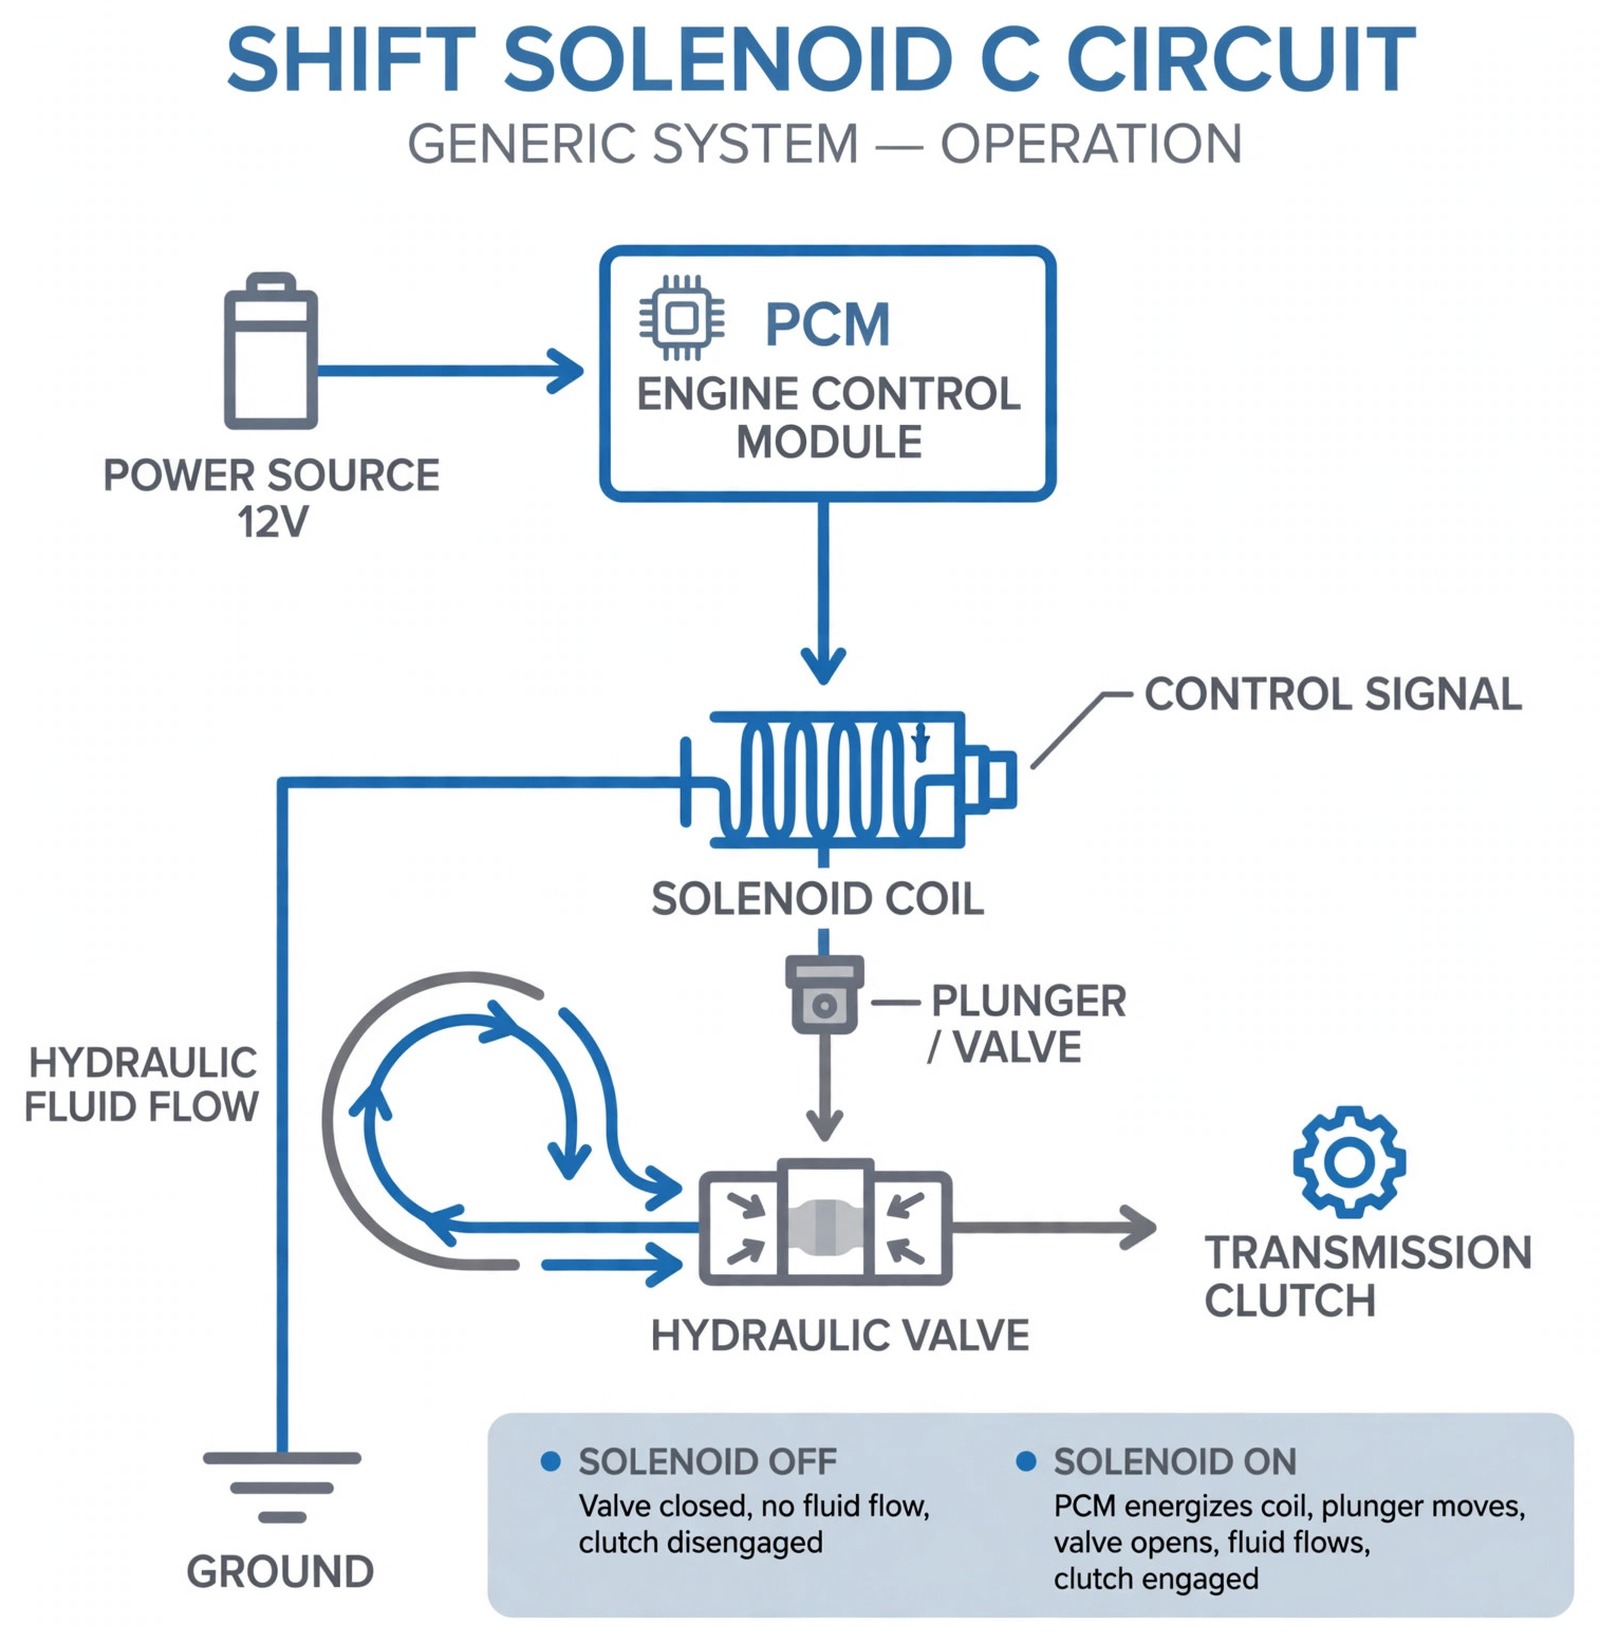 SHIFT SOLENOID C CIRCUIT
GENERIC SYSTEM — OPERATION
PCM
ENGINE CONTROL
MODULE
POWER SOURCE
12V
CONTROL SIGNAL
SOLENOID COIL
PLUNGER
/ VALVE
HYDRAULIC
FLUID FLOW
TRANSMISSION
CLUTCH
HYDRAULIC VALVE
GROUND
SOLENOID OFF
Valve closed, no fluid flow,
clutch disengaged
SOLENOID ON
PCM energizes coil, plunger moves,
valve opens, fluid flows,
clutch engaged